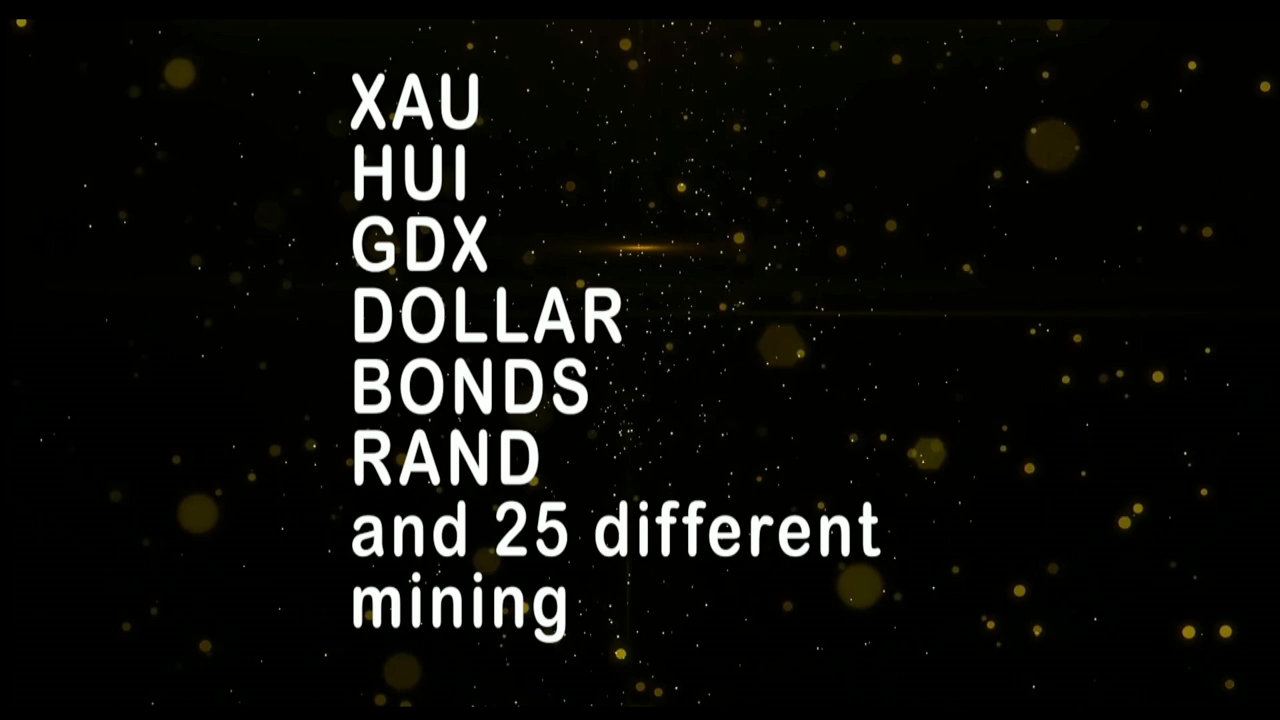 XAU
HUI
GDX
DOLLAR
BONDS
RAND
and 25 different
mining